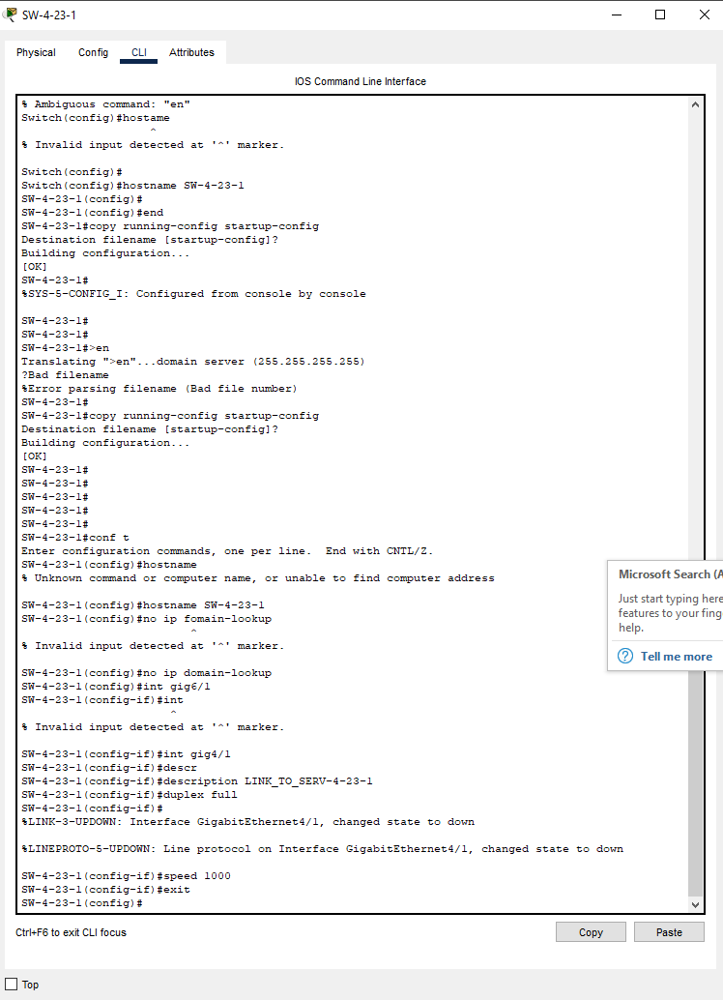 SW-4-23-1
Physical Config CLI Attributes
IOS Command Line Interface
% Ambiguous command: "en"
Switch(config)#hostame
^
% Invalid input detected at '^' marker.
Switch(config)#
Switch(config)#hostname SW-4-23-1
SW-4-23-1(config)#
SW-4-23-1(config)#end
SW-4-23-1#copy running-config startup-config
Destination filename [startup-config]?
Building configuration...
[OK]
SW-4-23-1#
%SYS-5-CONFIG_I: Configured from console by console
SW-4-23-1#
SW-4-23-1#
SW-4-23-1#>en
Translating ">en"...domain server (255.255.255.255)
?Bad filename
%Error parsing filename (Bad file number)
SW-4-23-1#
SW-4-23-1#copy running-config startup-config
Destination filename [startup-config]?
Building configuration...
[OK]
SW-4-23-1#
SW-4-23-1#
SW-4-23-1#
SW-4-23-1#
SW-4-23-1#
SW-4-23-1#conf t
Enter configuration commands, one per line. End with CNTL/Z.
SW-4-23-1(config)#hostname
% Unknown command or computer name, or unable to find computer address
SW-4-23-1(config)#hostname SW-4-23-1
SW-4-23-1(config)#no ip fomain-lookup
^
% Invalid input detected at '^' marker.
SW-4-23-1(config)#no ip domain-lookup
SW-4-23-1(config)#int gig6/1
SW-4-23-1(config-if)#int
^
% Invalid input detected at '^' marker.
SW-4-23-1(config-if)#int gig4/1
SW-4-23-1(config-if)#descr
SW-4-23-1(config-if)#description LINK_TO_SERV-4-23-1
SW-4-23-1(config-if)#duplex full
SW-4-23-1(config-if)#
%LINK-3-UPDOWN: Interface GigabitEthernet4/1, changed state to down
%LINEPROTO-5-UPDOWN: Line protocol on Interface GigabitEthernet4/1, changed state to down
SW-4-23-1(config-if)#speed 1000
SW-4-23-1(config-if)#exit
SW-4-23-1(config)#
Microsoft Search (A
Just start typing here
features to your fing
help.
Tell me more
Ctrl+F6 to exit CLI focus
Copy Paste
Top